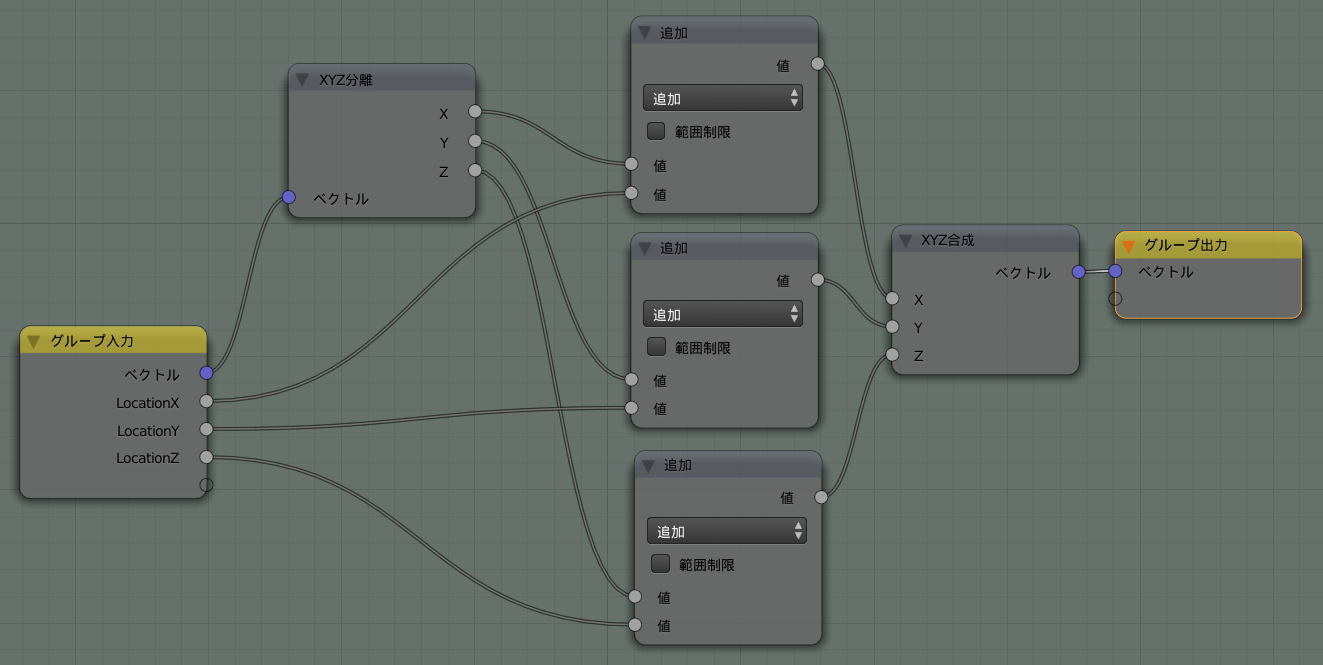 グループ入力
ベクトル
LocationX
LocationY
LocationZ
XYZ分離
X
Y
Z
ベクトル
追加
値
追加
範囲制限
値
値
追加
値
追加
範囲制限
値
値
追加
値
追加
範囲制限
値
値
XYZ合成
ベクトル
X
Y
Z
グループ出力
ベクトル